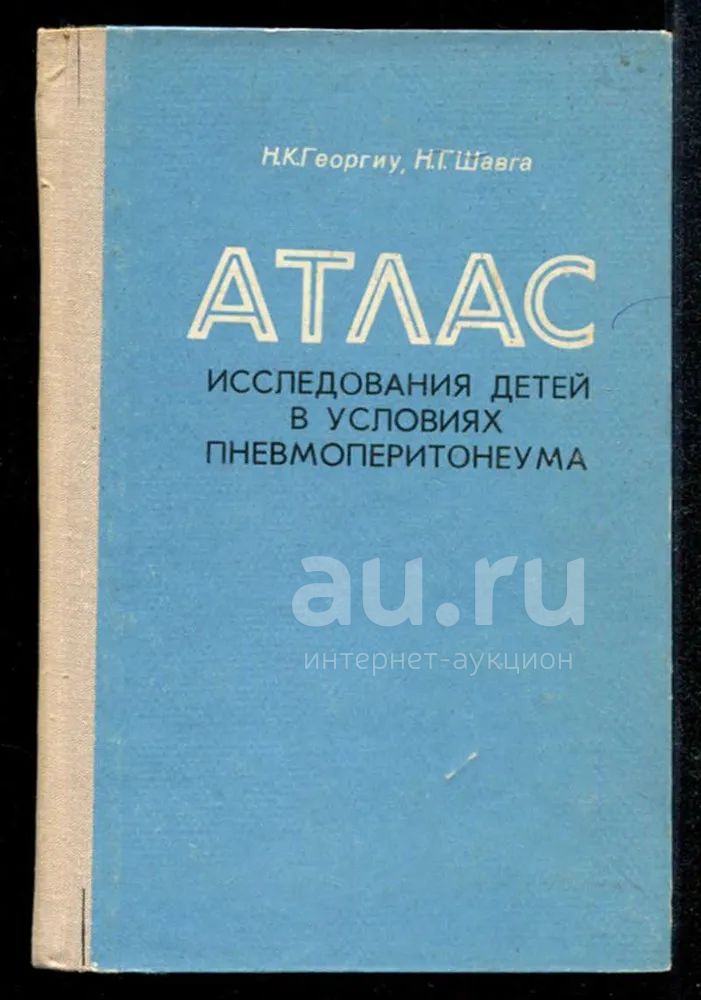 Н.К.Георгиу, Н.Г.Шавга
АТЛАС
ИССЛЕДОВАНИЯ ДЕТЕЙ
В УСЛОВИЯХ
ПНЕВМОПЕРИТОНЕУМА
au.ru
интернет-аукцион